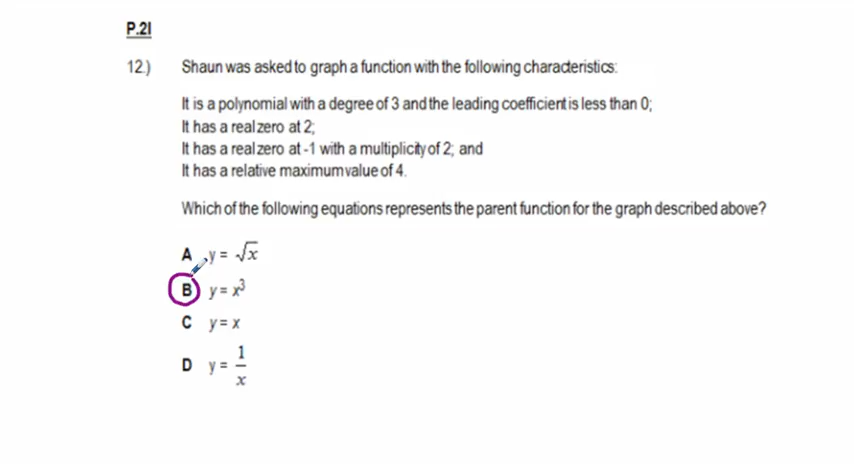 P.2I
12.) Shaun was asked to graph a function with the following characteristics:
It is a polynomial with a degree of 3 and the leading coefficient is less than 0;
It has a real zero at 2;
It has a real zero at -1 with a multiplicity of 2; and
It has a relative maximum value of 4.
Which of the following equations represents the parent function for the graph described above?
A y = √x
B y = x³
C y = x
D y = 1/x